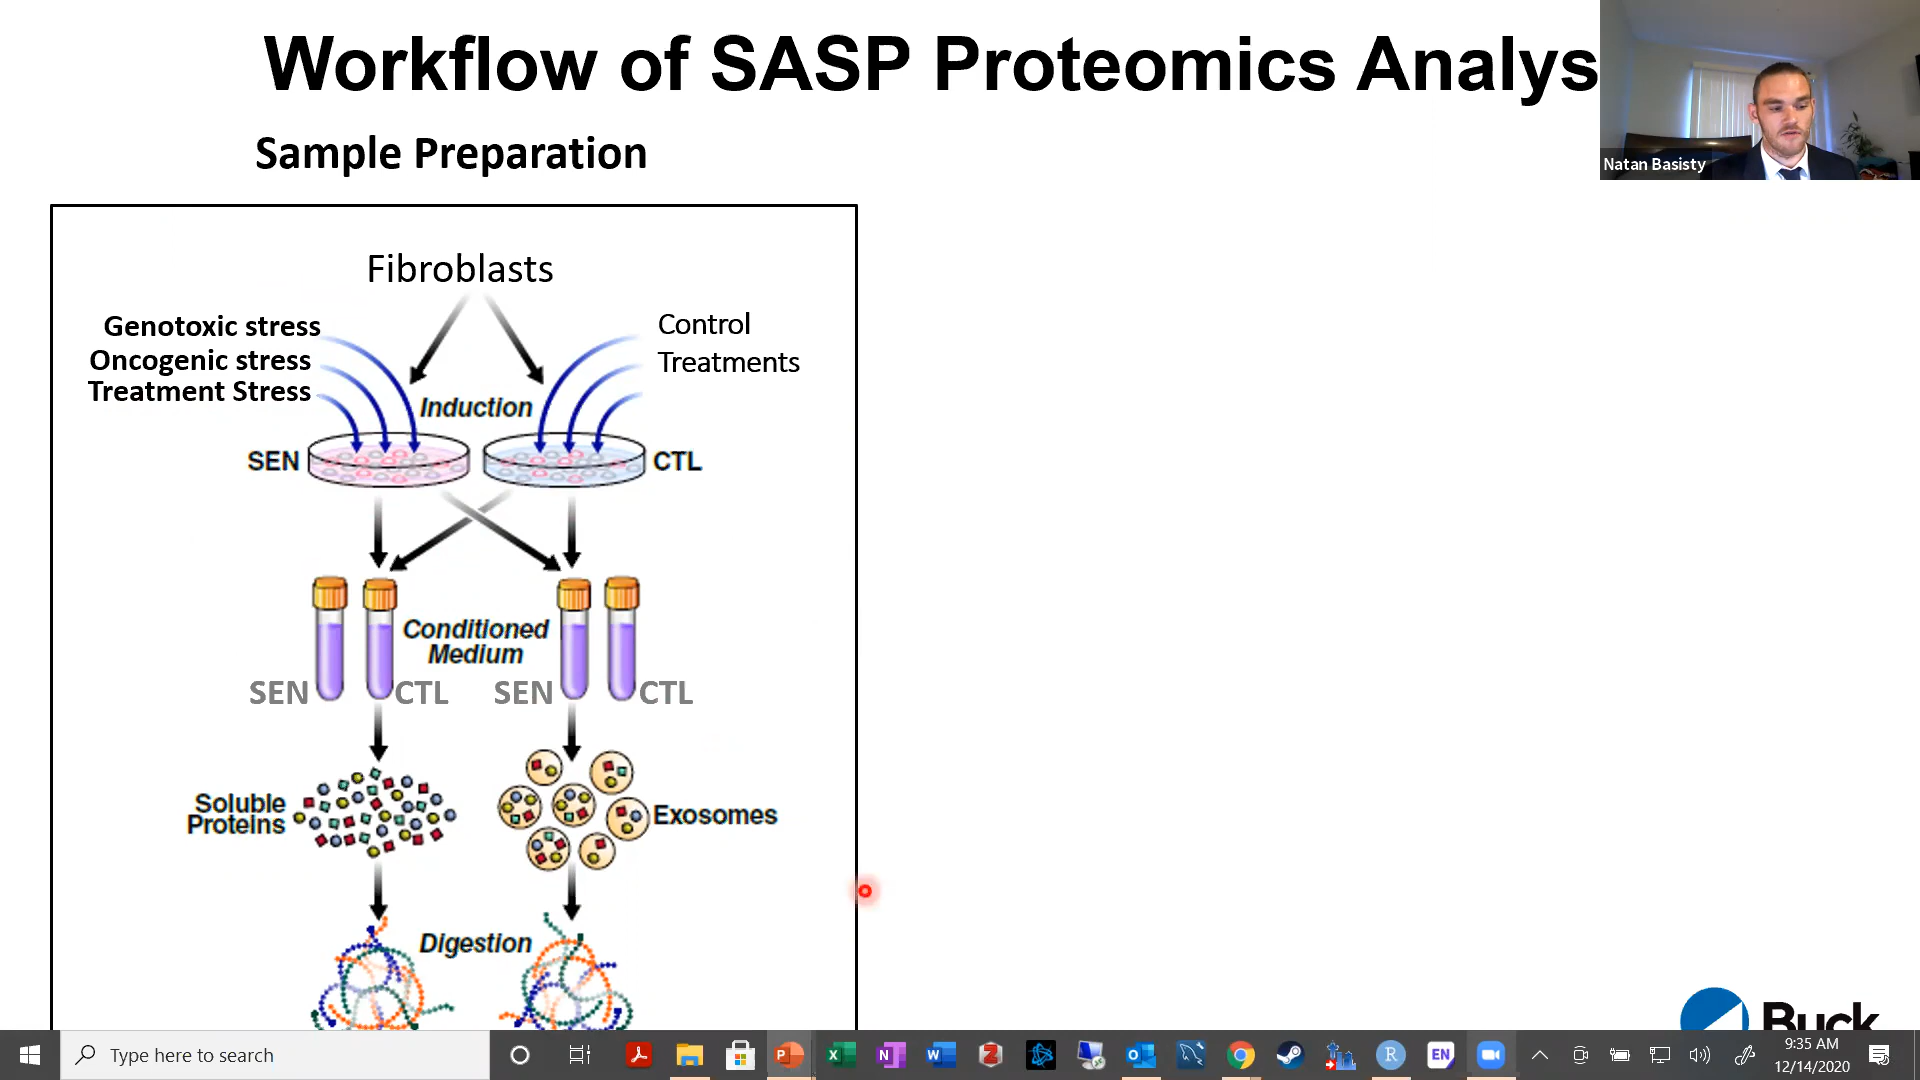 Workflow of SASP Proteomics Analys
Natan Basisty
Sample Preparation
Fibroblasts
Genotoxic stress
Oncogenic stress
Treatment Stress
Control
Treatments
Induction
SEN
CTL
Conditioned
Medium
SEN
CTL
SEN
CTL
Soluble
Proteins
Exosomes
Digestion
Buck
Type here to search
EN
9:35 AM
12/14/2020